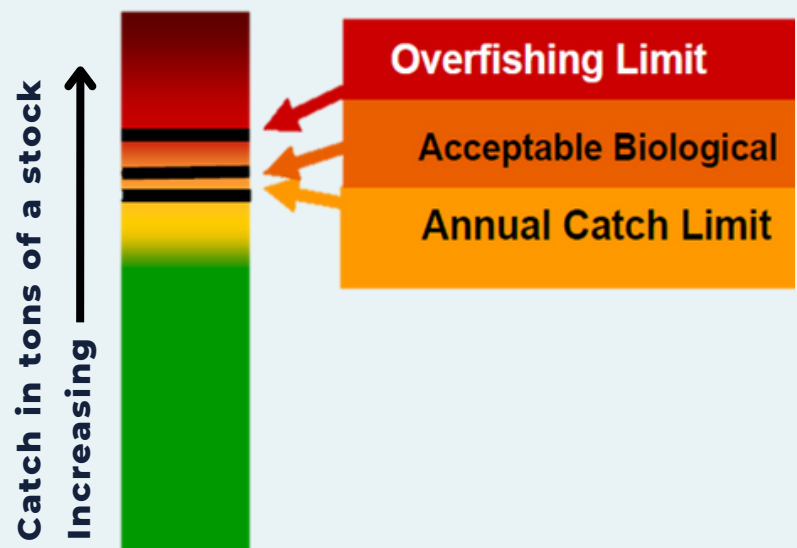 Catch in tons of a stock
Increasing
Overfishing Limit
Acceptable Biological
Annual Catch Limit